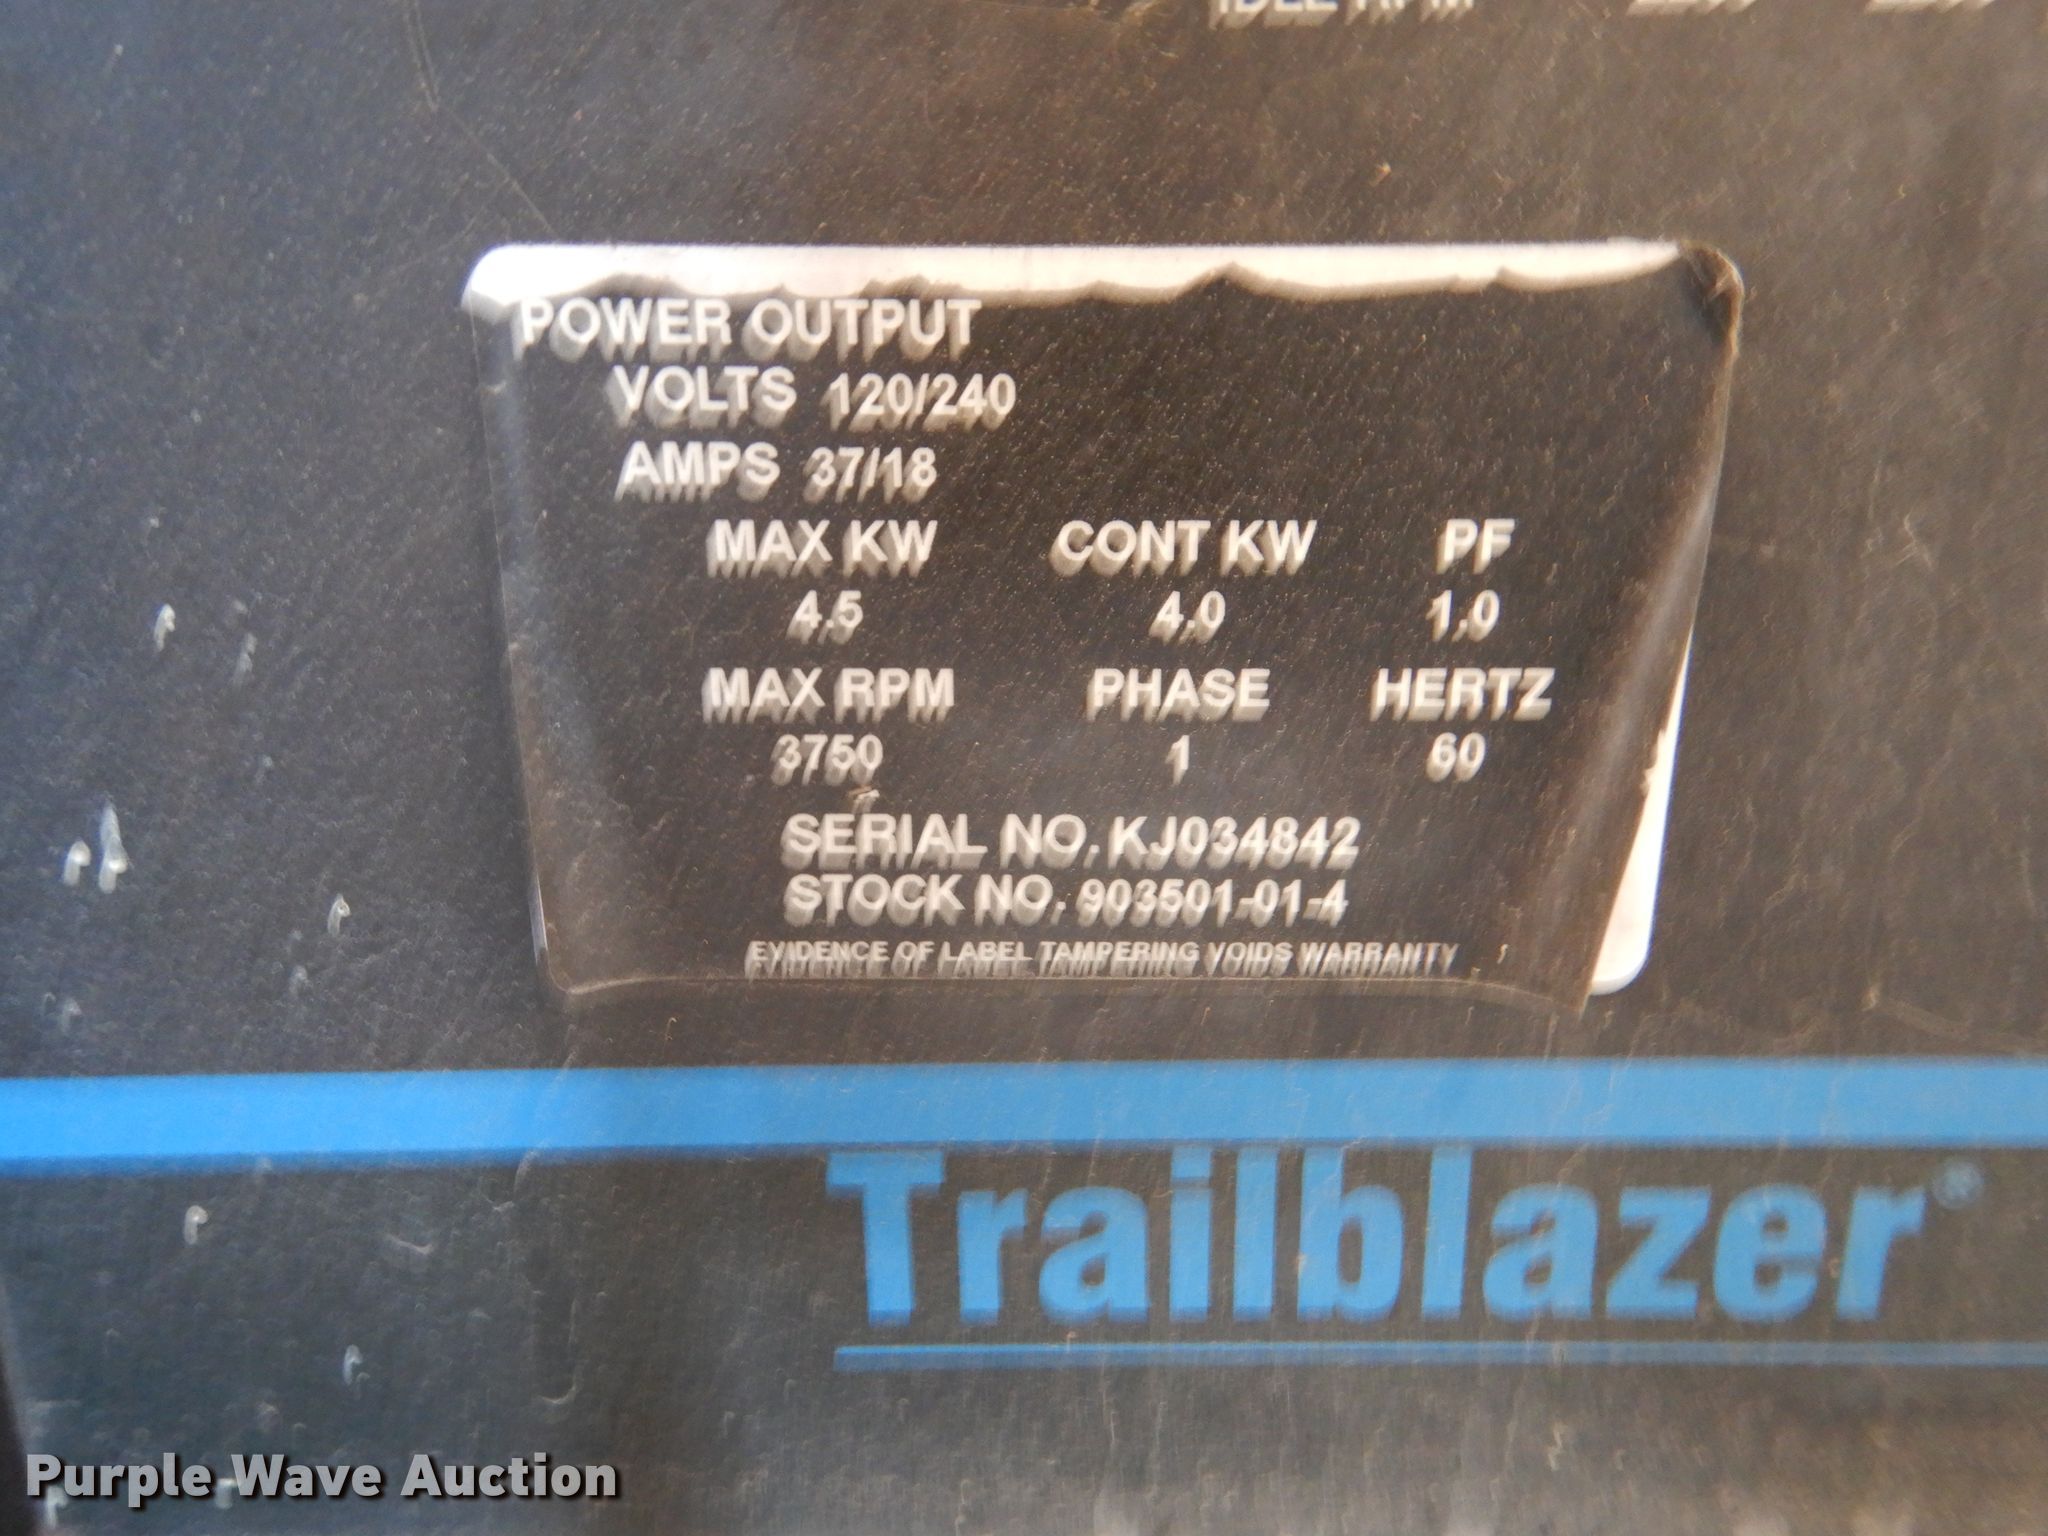 IDLE RPM
POWER OUTPUT
VOLTS 120/240
AMPS 37/18
MAX KW CONT KW PF
4.5 4.0 1.0
MAX RPM PHASE HERTZ
3750 1 60
SERIAL NO. KJ034842
STOCK NO. 903501-01-4
EVIDENCE OF LABEL TAMPERING VOIDS WARRANTY
Trailblazer®
Purple Wave Auction